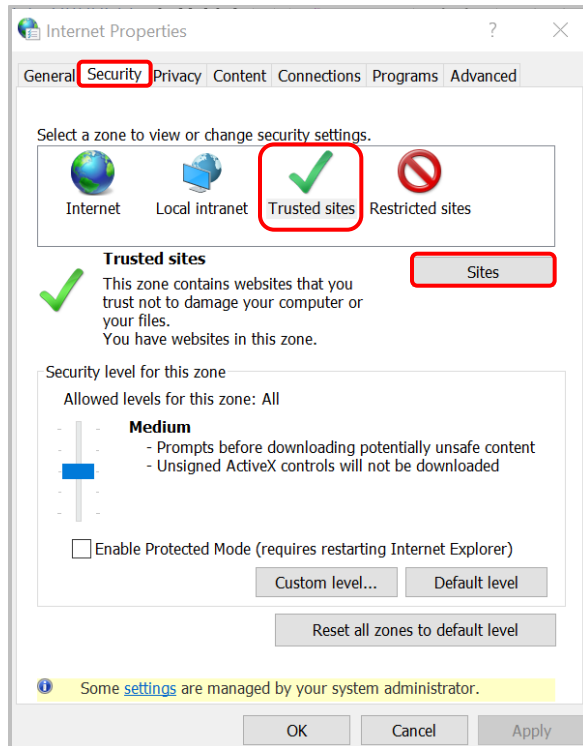 Internet Properties
?
General Security Privacy Content Connections Programs Advanced
Select a zone to view or change security settings.
Internet Local intranet Trusted sites Restricted sites
Trusted sites
Sites
This zone contains websites that you
trust not to damage your computer or
your files.
You have websites in this zone.
Security level for this zone
Allowed levels for this zone: All
Medium
- Prompts before downloading potentially unsafe content
- Unsigned ActiveX controls will not be downloaded
Enable Protected Mode (requires restarting Internet Explorer)
Custom level... Default level
Reset all zones to default level
Some settings are managed by your system administrator.
OK Cancel Apply